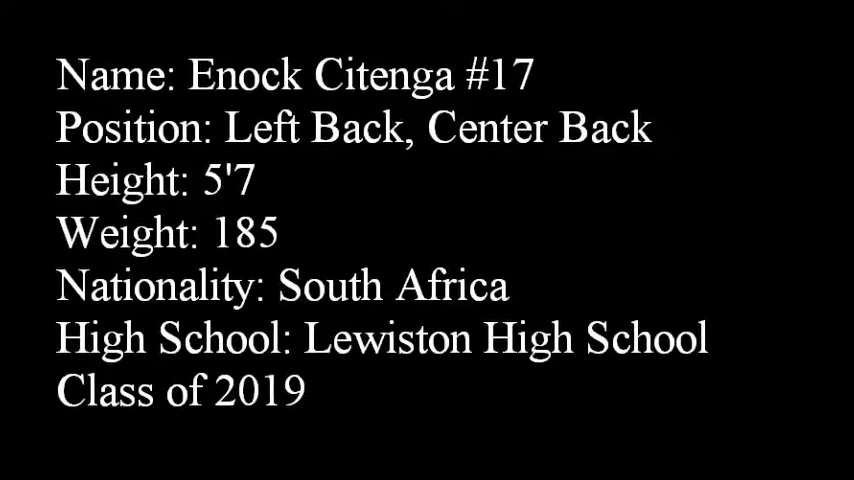 Name: Enock Citenga #17
Position: Left Back, Center Back
Height: 5'7
Weight: 185
Nationality: South Africa
High School: Lewiston High School
Class of 2019